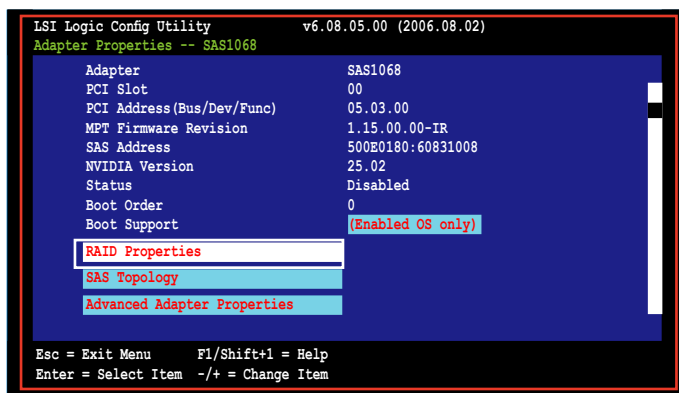 LSI Logic Config Utility v6.08.05.00 (2006.08.02)
Adapter Properties -- SAS1068
Adapter SAS1068
PCI Slot 00
PCI Address(Bus/Dev/Func) 05.03.00
MPT Firmware Revision 1.15.00.00-IR
SAS Address 500E0180:60831008
NVIDIA Version 25.02
Status Disabled
Boot Order 0
Boot Support (Enabled OS only)
RAID Properties
SAS Topology
Advanced Adapter Properties
Esc = Exit Menu F1/Shift+1 = Help
Enter = Select Item -/+ = Change Item